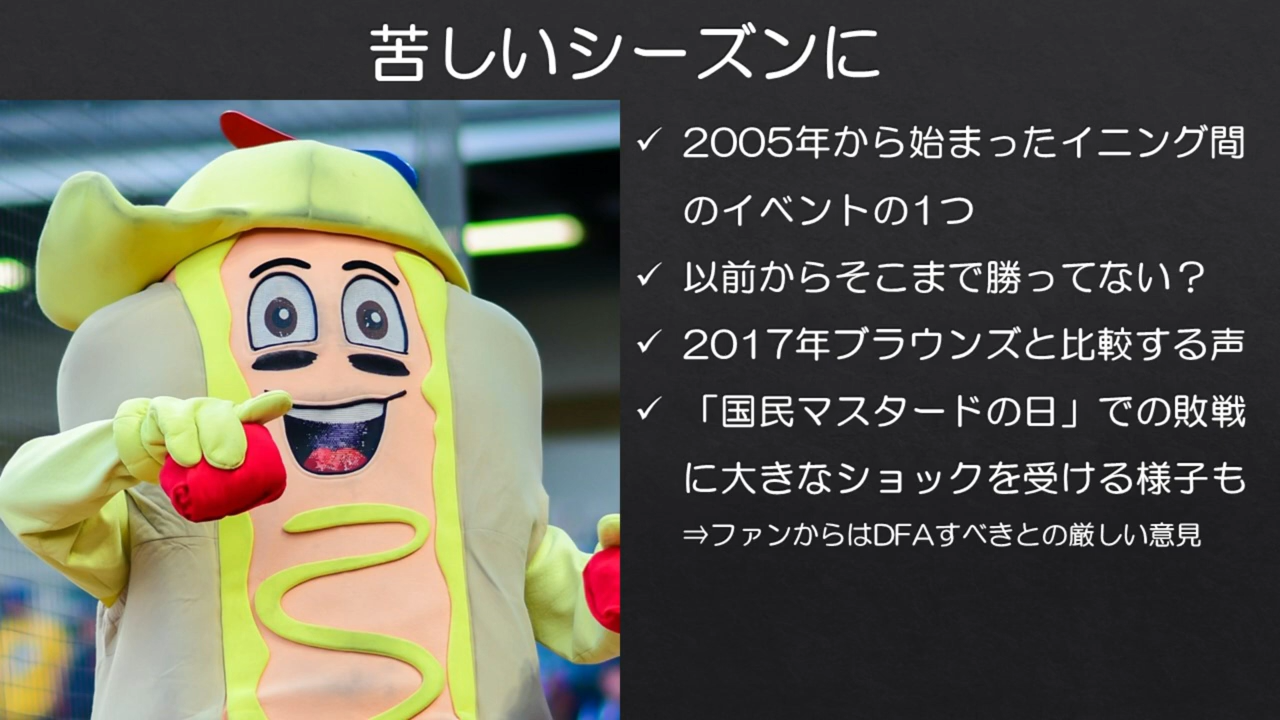 苦しいシーズンに
✓ 2005年から始まったイニング間
のイベントの1つ
✓ 以前からそこまで勝ってない？
✓ 2017年ブラウンズと比較する声
✓ 「国民マスタードの日」での敗戦
に大きなショックを受ける様子も
⇒ファンからはDFAすべきとの厳しい意見